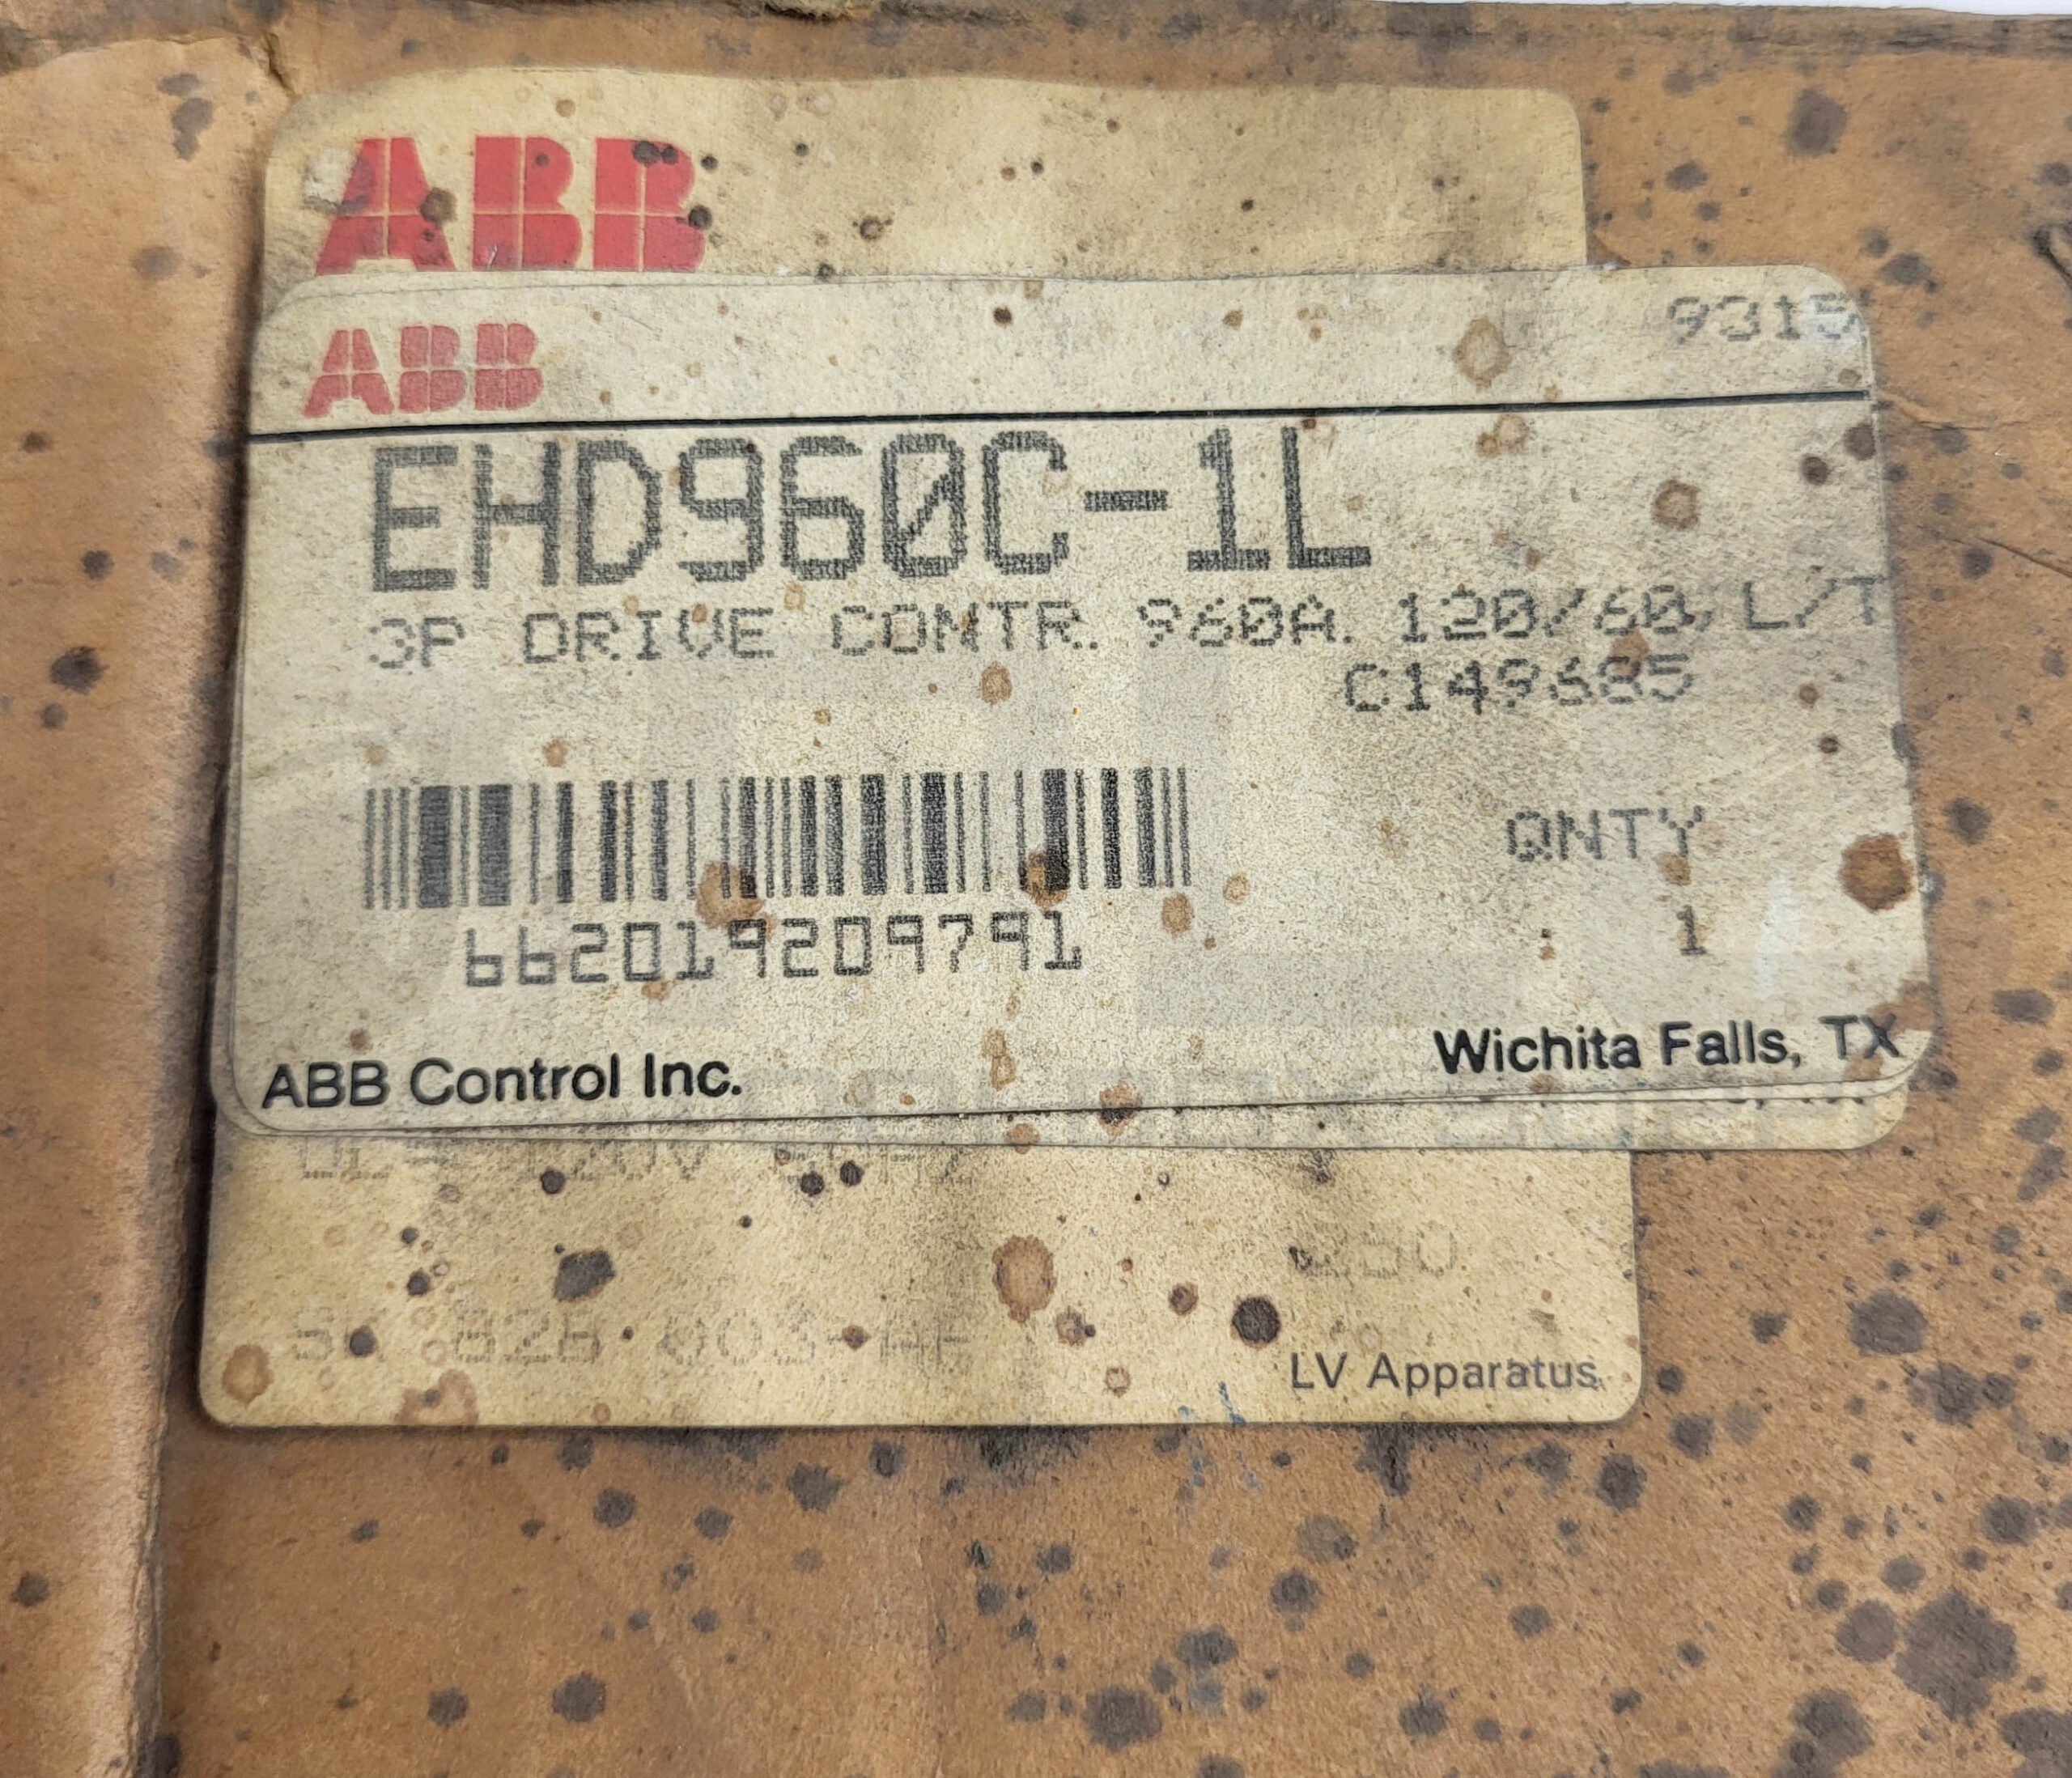 ABB
ABB 9315
EHD960C-1L
3P DRIVE CONTR. 960A. 120/60, L/T
C149685
QNTY
662019209791 : 1
ABB Control Inc. Wichita Falls, TX
LV Apparatus